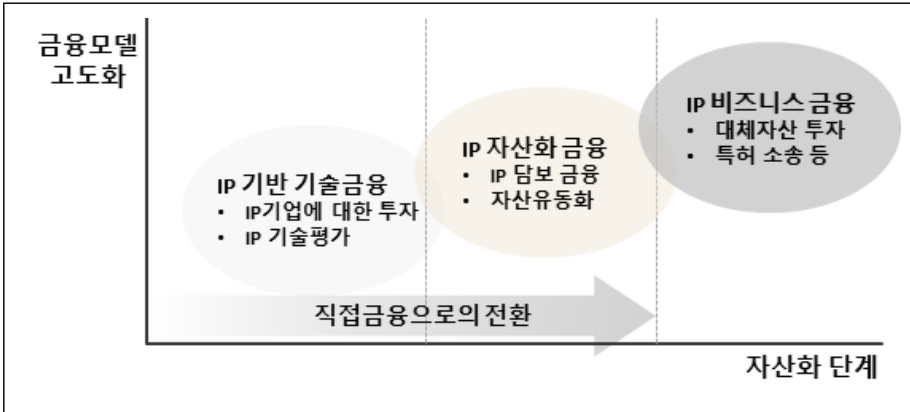 금융모델
고도화
IP 비즈니스 금융
• 대체자산 투자
• 특허 소송 등
IP 자산화 금융
• IP 담보 금융
• 자산유동화
IP 기반 기술금융
• IP기업에 대한 투자
• IP 기술평가
직접금융으로의 전환
자산화 단계